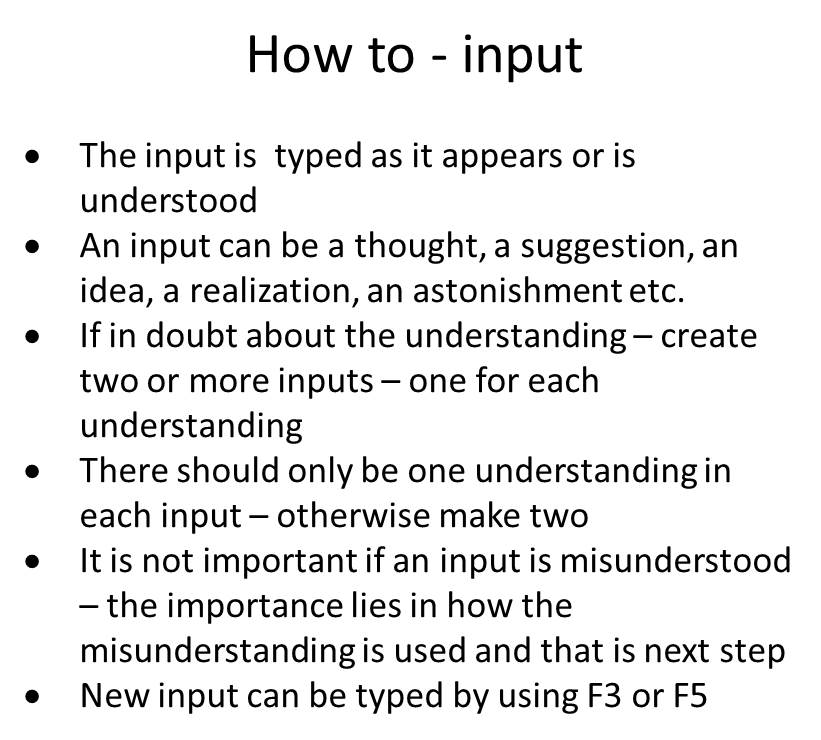 How to - input
• The input is  typed as it appears or is
understood
• An input can be a thought, a suggestion, an
idea, a realization, an astonishment etc.
• If in doubt about the understanding – create
two or more inputs – one for each
understanding
• There should only be one understanding in
each input – otherwise make two
• It is not important if an input is misunderstood
– the importance lies in how the
misunderstanding is used and that is next step
• New input can be typed by using F3 or F5